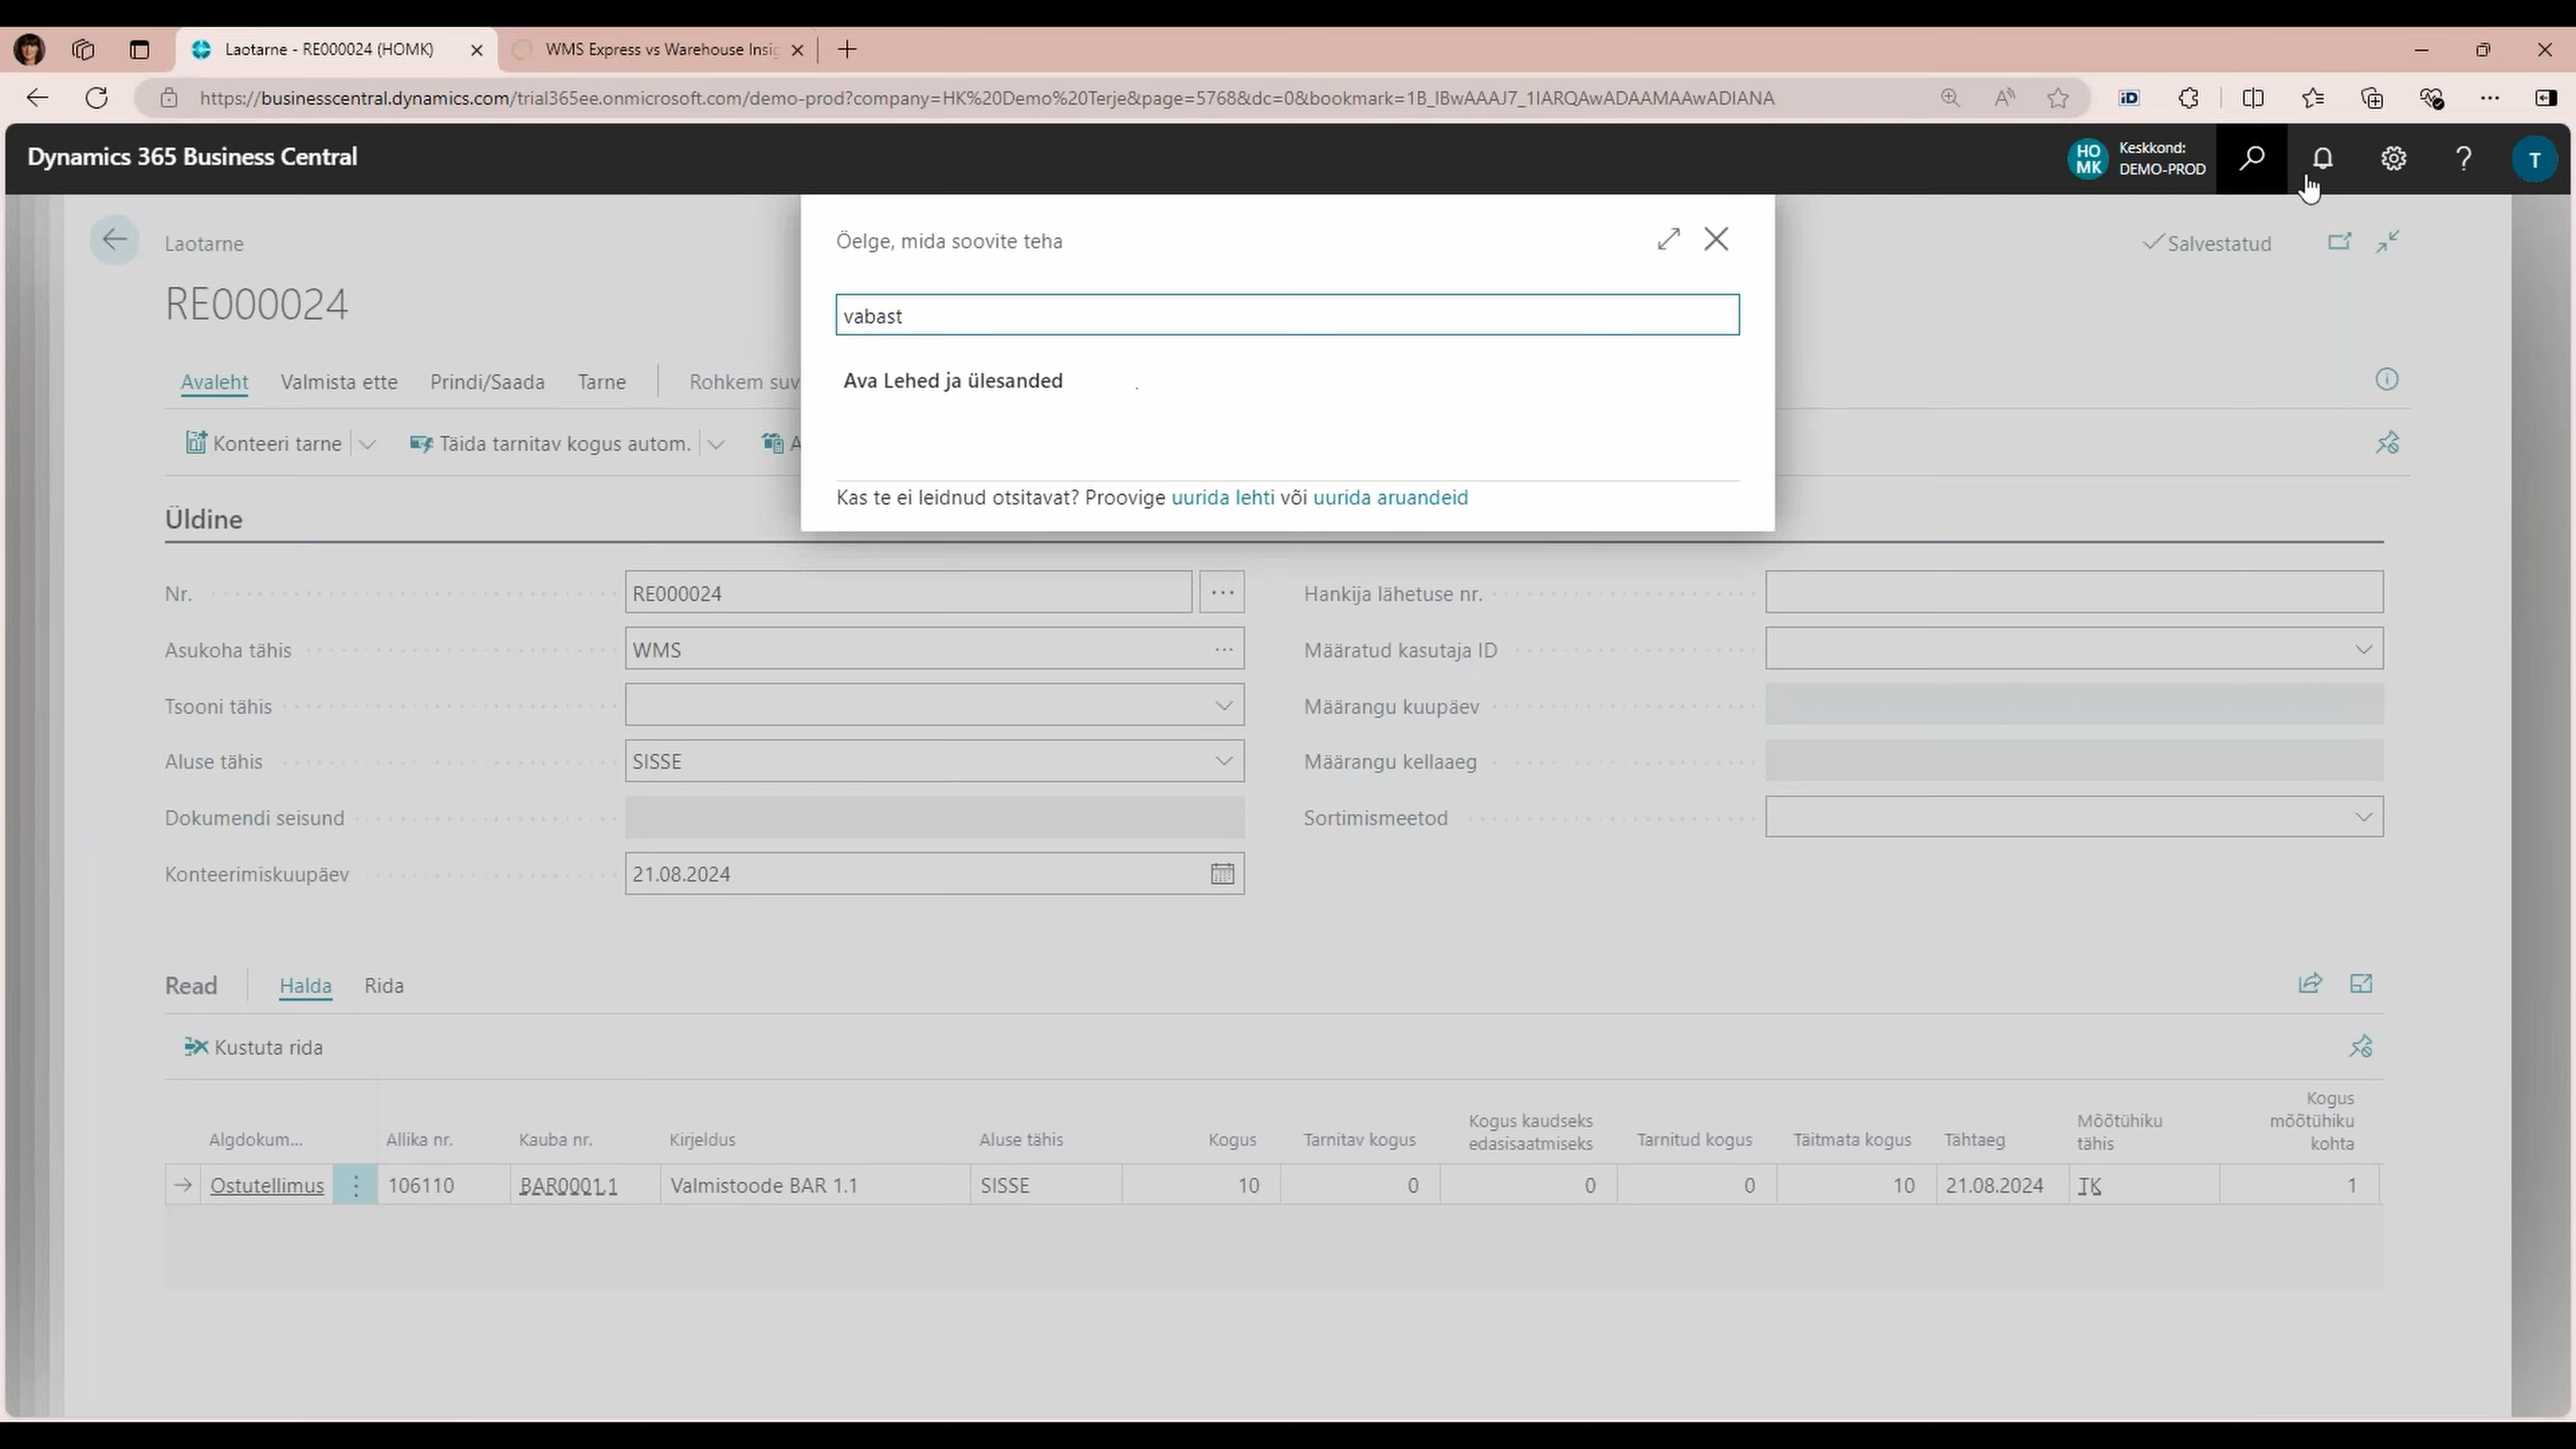 Laotarne - RE000024 (HOMK)
WMS Express vs Warehouse Insig
https://businesscentral.dynamics.com/trial365ee.onmicrosoft.com/demo-prod?company=HK%20Demo%20Terje&page=5768&dc=0&bookmark=1B_IBwAAAJ7_1IARQAwADAAMAAwADIANA
Dynamics 365 Business Central
HO
MK
Keskkond:
DEMO-PROD
T
Laotarne
Salvestatud
RE000024
Öelge, mida soovite teha
vabast
Ava Lehed ja ülesanded
Kas te ei leidnud otsitavat? Proovige uurida lehti või uurida aruandeid
Avaleht Valmista ette Prindi/Saada Tarne Rohkem suv
Konteeri tarne Täida tarnitav kogus autom. A
Üldine
Nr. RE000024
Asukoha tähis WMS
Tsooni tähis
Aluse tähis SISSE
Dokumendi seisund
Konteerimiskuupäev 21.08.2024
Hankija lähetuse nr.
Määratud kasutaja ID
Määrangu kuupäev
Määrangu kellaaeg
Sortimismeetod
Read Halda Rida
Kustuta rida
Algdokum... Allika nr. Kauba nr. Kirjeldus Aluse tähis Kogus Tarnitav kogus Kogus kaudseks edasisaatmiseks Tarnitud kogus Täitmata kogus Tähtaeg Mõõtühiku tähis Kogus mõõtühiku kohta
Ostutellimus 106110 BAR0001.1 Valmistoode BAR 1.1 SISSE 10 0 0 0 10 21.08.2024 TK 1